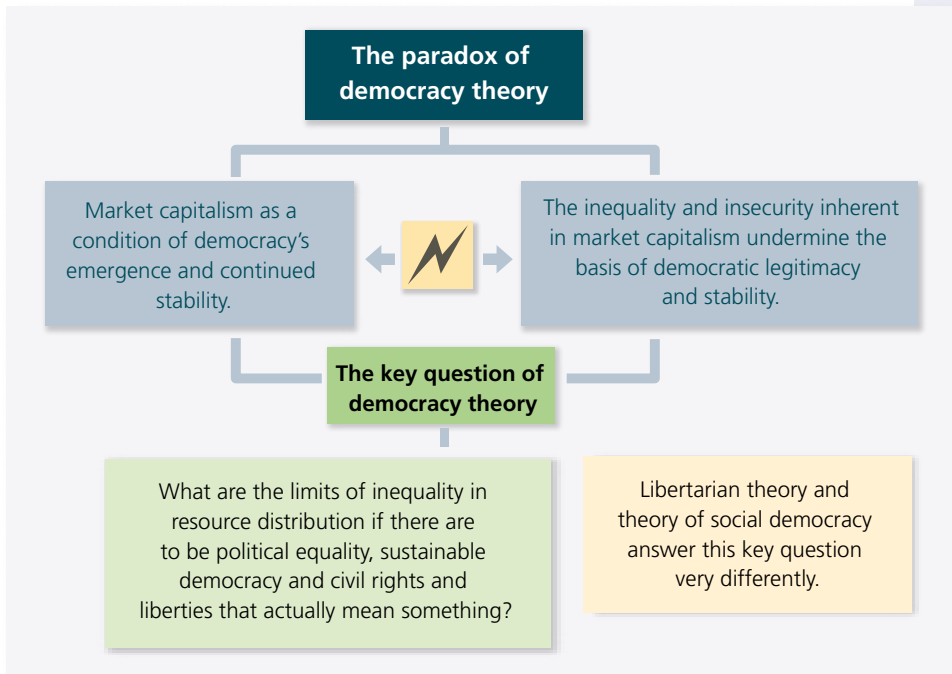 The paradox of
democracy theory
Market capitalism as a
condition of democracy’s
emergence and continued
stability.
The inequality and insecurity inherent
in market capitalism undermine the
basis of democratic legitimacy
and stability.
The key question of
democracy theory
What are the limits of inequality in
resource distribution if there are
to be political equality, sustainable
democracy and civil rights and
liberties that actually mean something?
Libertarian theory and
theory of social democracy
answer this key question
very differently.